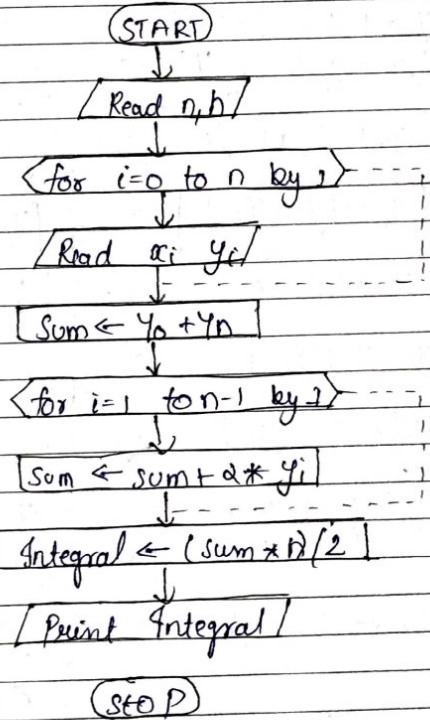 START
Read n, h
for i=0 to n by 1
Read xi yi
Sum ← y0 + yn
for i=1 to n-1 by 1
Sum ← sum + 2 * yi
Integral ← (sum * h)/2
Print Integral
STOP